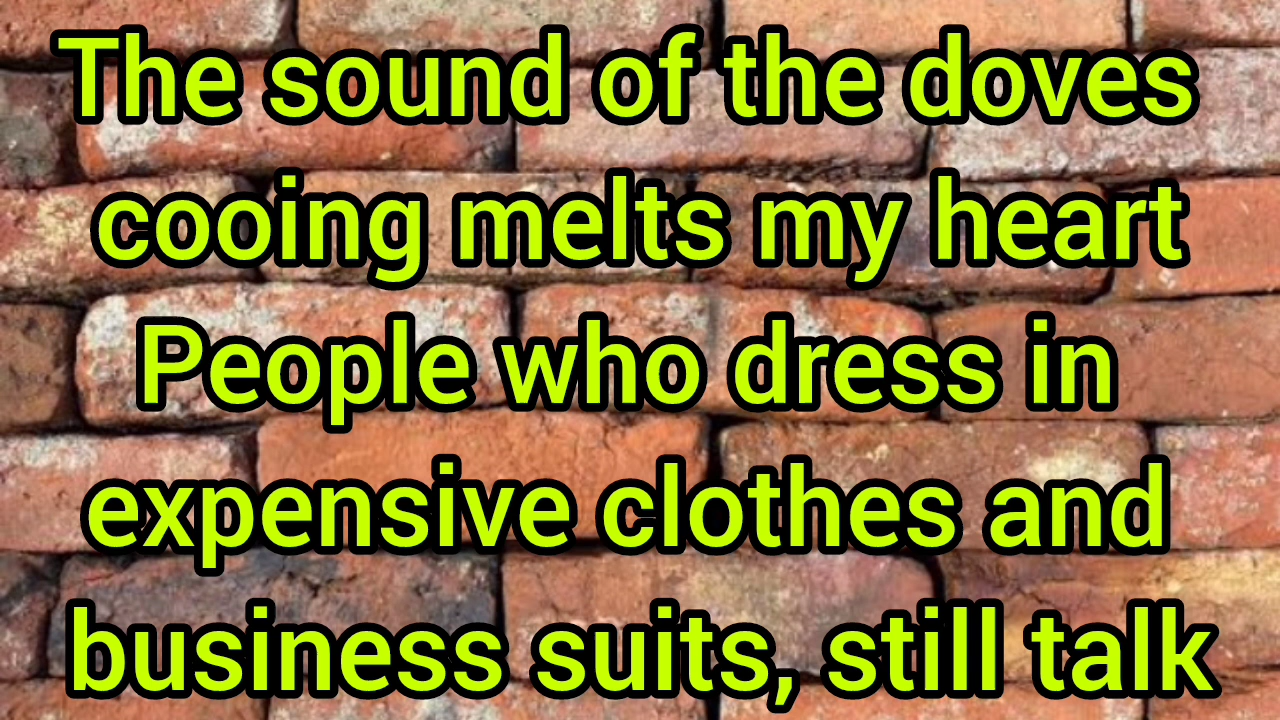 The sound of the doves
cooing melts my heart
People who dress in
expensive clothes and
business suits, still talk